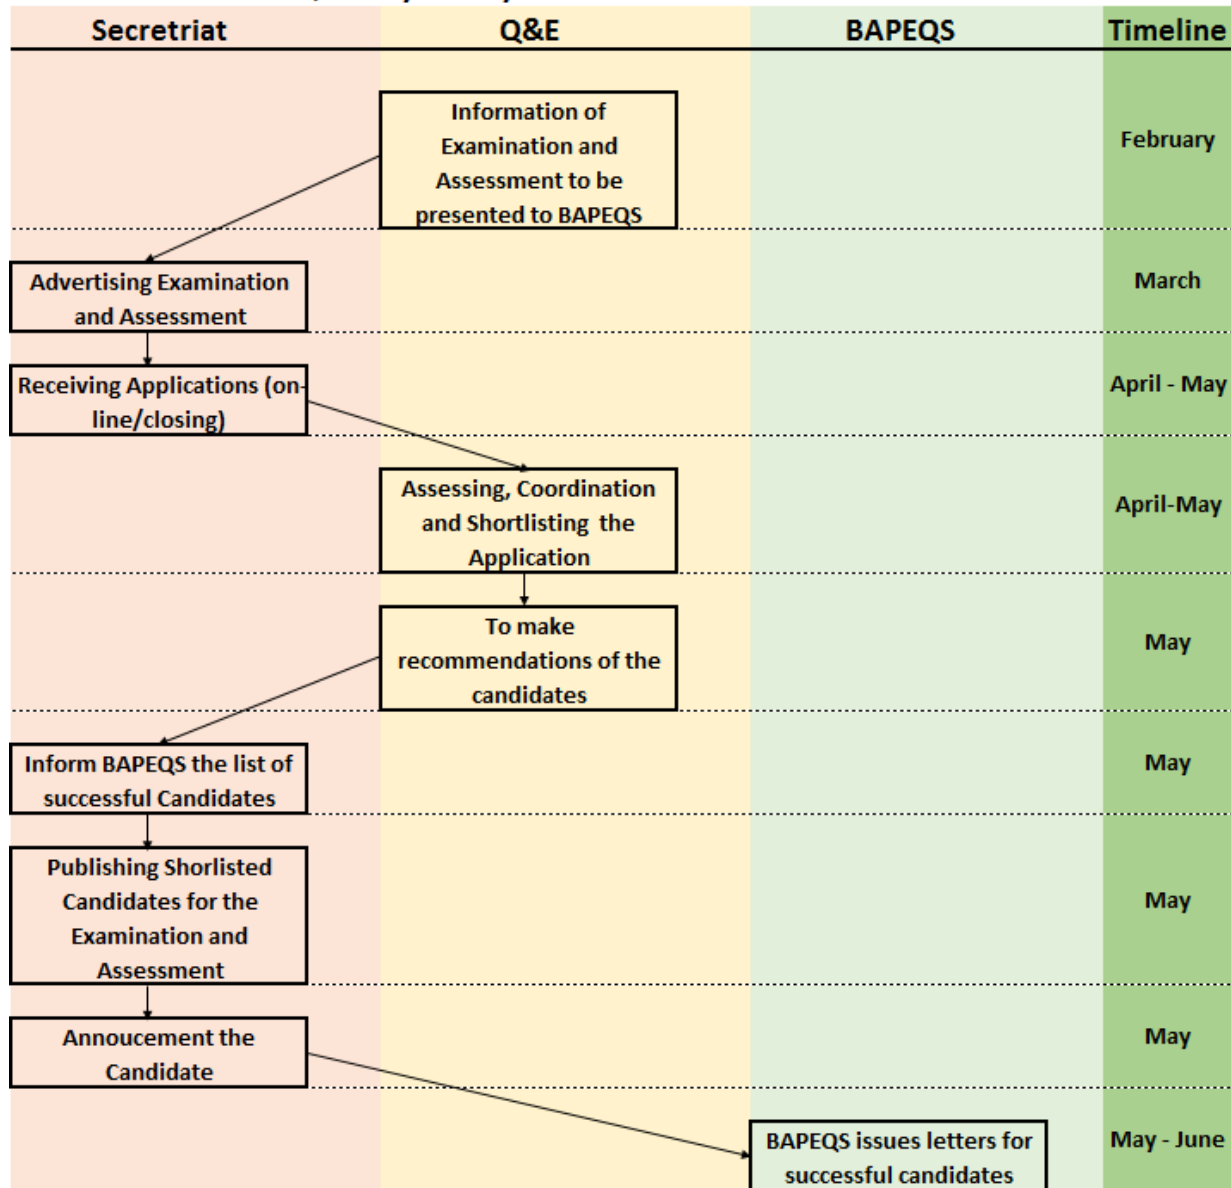 Secretriat Q&E BAPEQS Timeline
Information of
Examination and
Assessment to be
presented to BAPEQS
February
Advertising Examination
and Assessment
March
Receiving Applications (on-
line/closing)
April - May
Assessing, Coordination
and Shortlisting the
Application
April-May
To make
recommendations of the
candidates
May
Inform BAPEQS the list of
successful Candidates
May
Publishing Shorlisted
Candidates for the
Examination and
Assessment
May
Annoucement the
Candidate
May
BAPEQS issues letters for
successful candidates
May - June